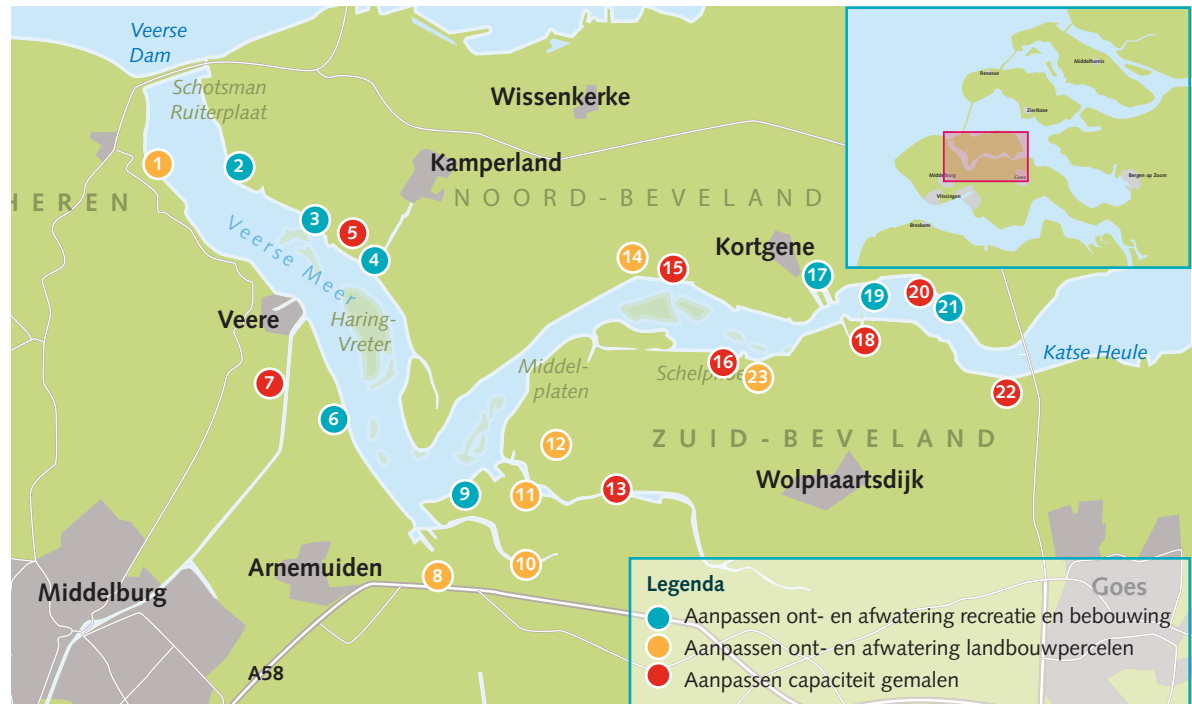 Veerse
Dam
Schotsman
Ruiterplaat
Wissenkerke
Kamperland
HEREN
NOORD-BEVELAND
Veerse Meer
Kortgene
Veere
Haring-
Vreter
Middel-
platen
Katse Heule
ZUID-BEVELAND
Wolphaartsdijk
Arnemuiden
Middelburg
A58
Goes
1
2
3
4
5
6
7
8
9
10
11
12
13
14
15
16
17
18
19
20
21
22
23
Renesse
Middelharnis
Zierikzee
Middelburg
Goes
Vlissingen
Bergen op Zoom
Breskens
Legenda
Aanpassen ont- en afwatering recreatie en bebouwing
Aanpassen ont- en afwatering landbouwpercelen
Aanpassen capaciteit gemalen